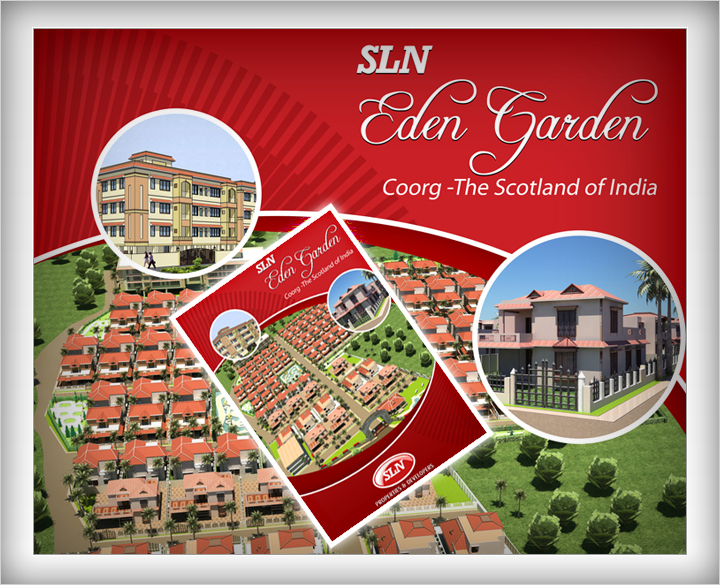 SLN
Eden Garden
Coorg -The Scotland of India
SLN
Eden Garden
Coorg -The Scotland of India
SLN
PROPERTIES & DEVELOPERS